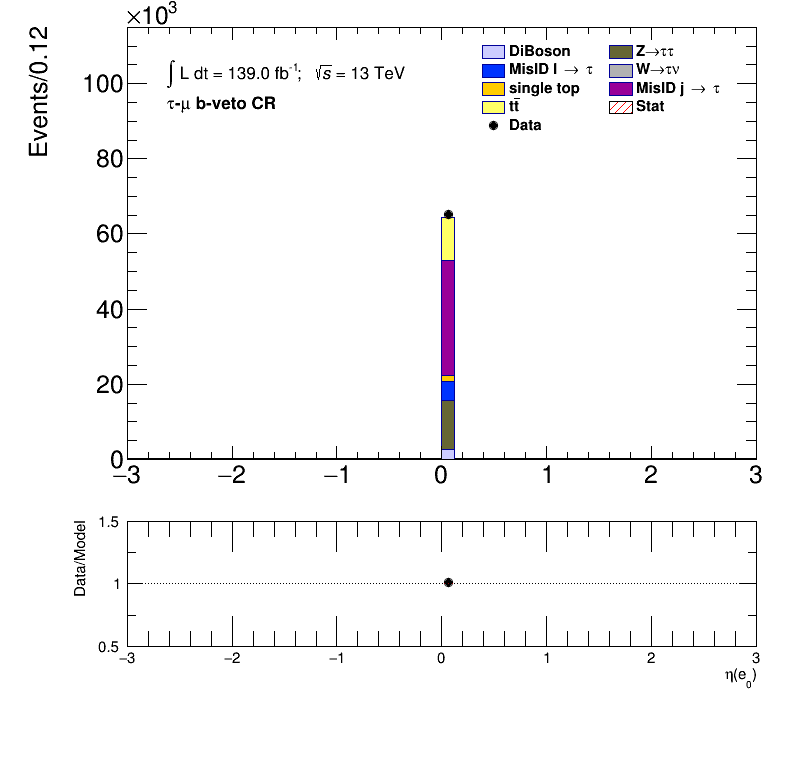 ×10³
Events/0.12
∫ L dt = 139.0 fb⁻¹; √s = 13 TeV
τ-μ b-veto CR
DiBoson
MisID l → τ
single top
tt̄
Data
Z→ττ
W→τν
MisID j → τ
Stat
100
80
60
40
20
0
−3 −2 −1 0 1 2 3
Data/Model
1.5
1
0.5
−3 −2 −1 0 1 2 3
η(e₀)